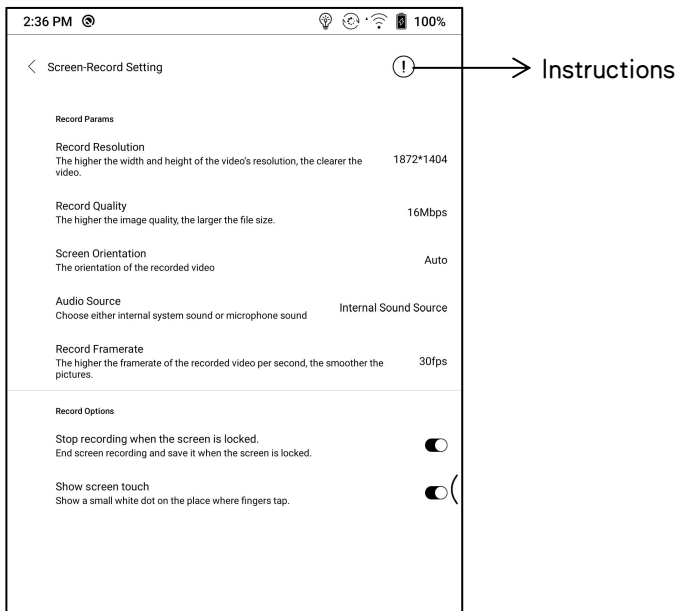 2:36 PM 100%
Screen-Record Setting
Instructions
Record Params
Record Resolution
The higher the width and height of the video's resolution, the clearer the
video.
1872*1404
Record Quality
The higher the image quality, the larger the file size.
16Mbps
Screen Orientation
The orientation of the recorded video
Auto
Audio Source
Choose either internal system sound or microphone sound
Internal Sound Source
Record Framerate
The higher the framerate of the recorded video per second, the smoother the
pictures.
30fps
Record Options
Stop recording when the screen is locked.
End screen recording and save it when the screen is locked.
Show screen touch
Show a small white dot on the place where fingers tap.